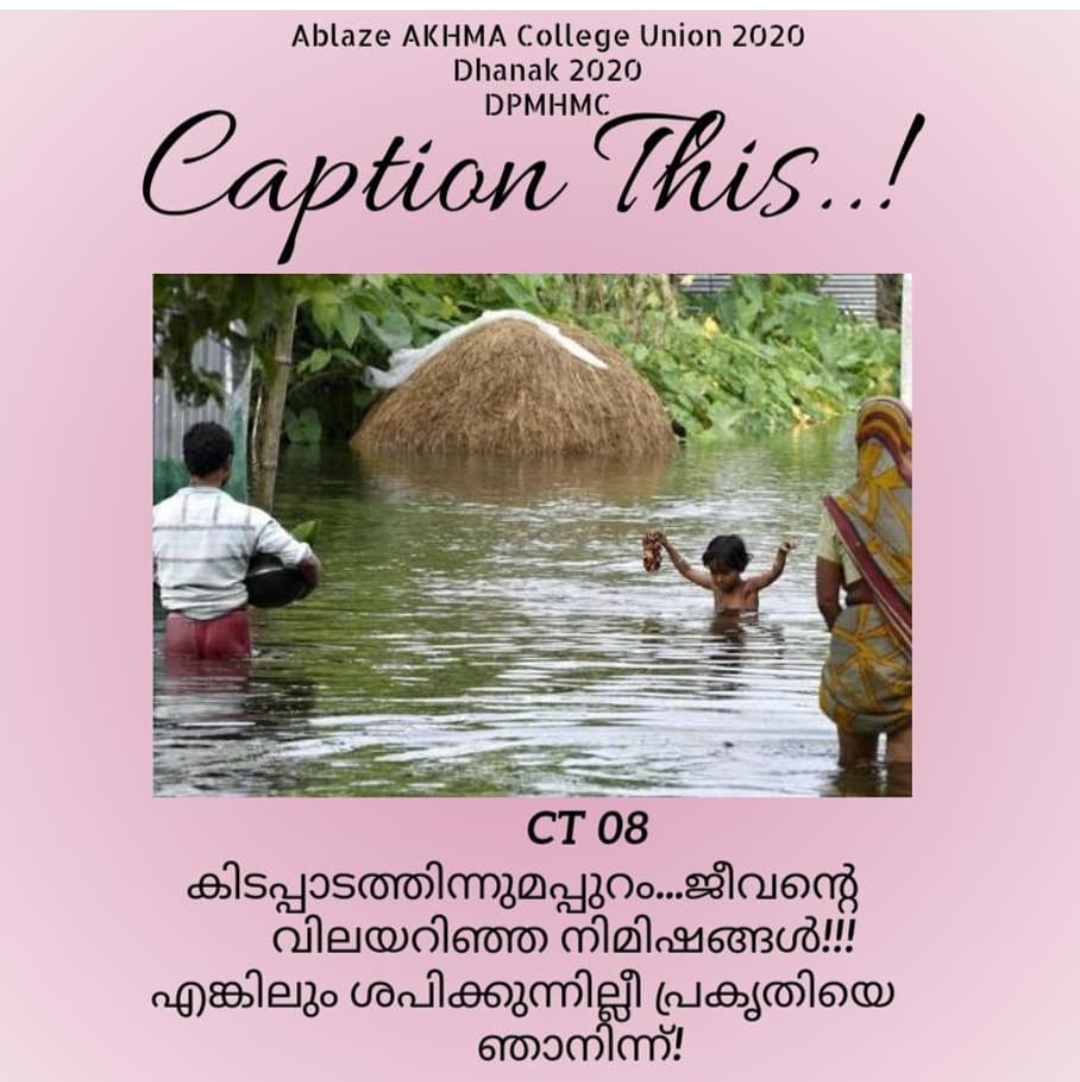 Ablaze AKHMA College Union 2020
Dhanak 2020
DPMHMC
Caption This..!
CT 08
കിടപ്പാടത്തിന്നുമപ്പുറം...ജീവന്റെ
വിലയറിഞ്ഞ നിമിഷങ്ങൾ!!!
എങ്കിലും ശപിക്കുന്നില്ലീ പ്രകൃതിയെ
ഞാനിന്ന്!